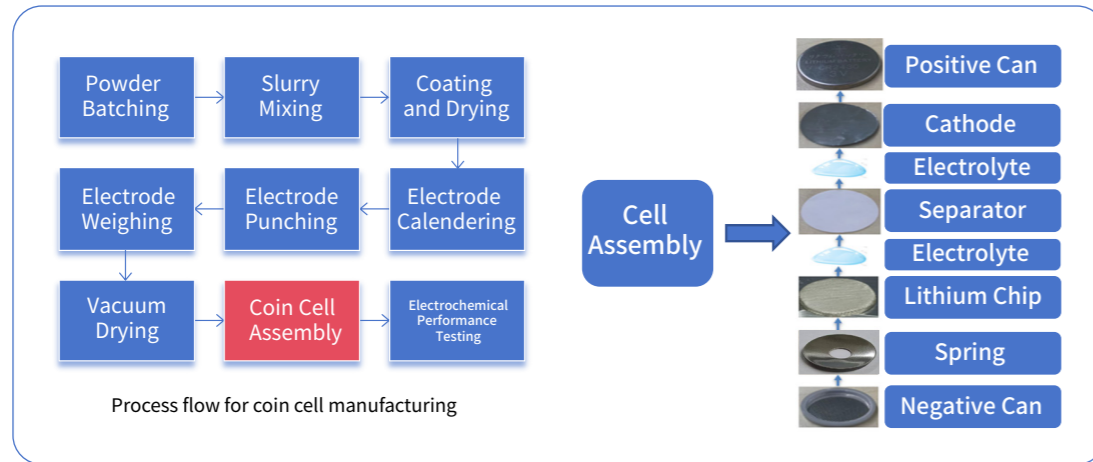 Powder
Batching
Slurry
Mixing
Coating
and Drying
Electrode
Weighing
Electrode
Punching
Electrode
Calendering
Vacuum
Drying
Coin Cell
Assembly
Electrochemical
Performance
Testing
Process flow for coin cell manufacturing
Cell
Assembly
Positive Can
Cathode
Electrolyte
Separator
Electrolyte
Lithium Chip
Spring
Negative Can